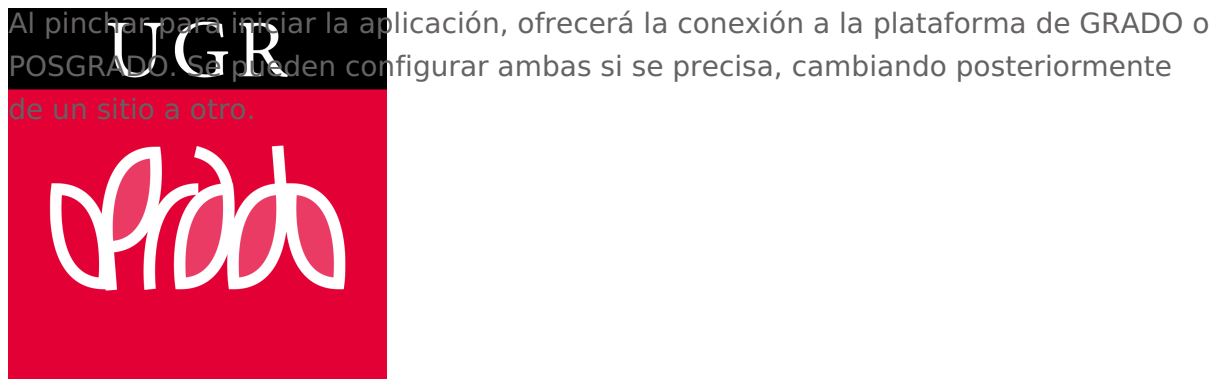 Al pinchar para iniciar la aplicación, ofrecerá la conexión a la plataforma de GRADO o
POSGRADO. Se pueden configurar ambas si se precisa, cambiando posteriormente
de un sitio a otro.
UGR
Prado